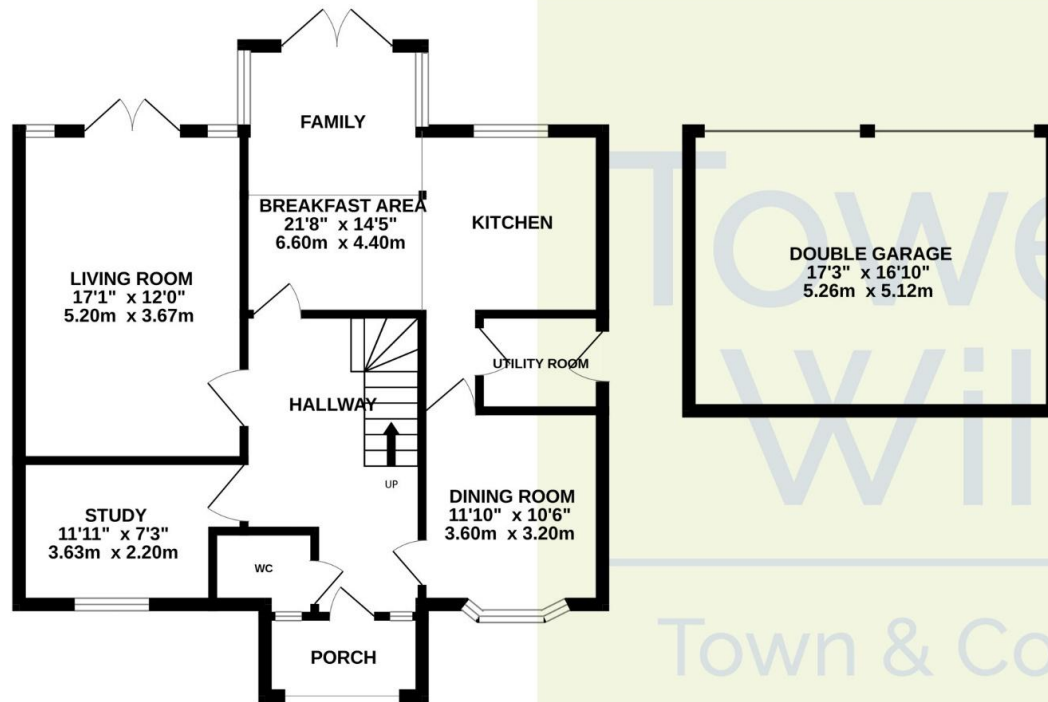 FAMILY
BREAKFAST AREA
21'8" x 14'5"
6.60m x 4.40m
KITCHEN
DOUBLE GARAGE
17'3" x 16'10"
5.26m x 5.12m
LIVING ROOM
17'1" x 12'0"
5.20m x 3.67m
UTILITY ROOM
HALLWAY
UP
DINING ROOM
11'10" x 10'6"
3.60m x 3.20m
STUDY
11'11" x 7'3"
3.63m x 2.20m
WC
PORCH
Towe
Wil
Town & Co